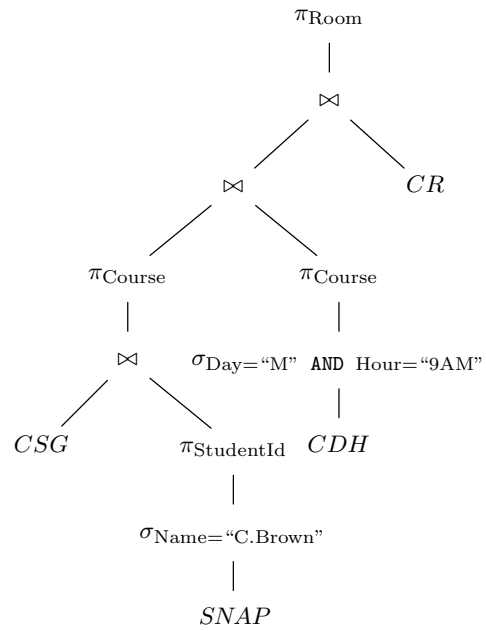 πRoom
⋈
⋈ CR
πCourse πCourse
⋈ σDay=“M” AND Hour=“9AM”
CSG πStudentId CDH
σName=“C.Brown”
SNAP